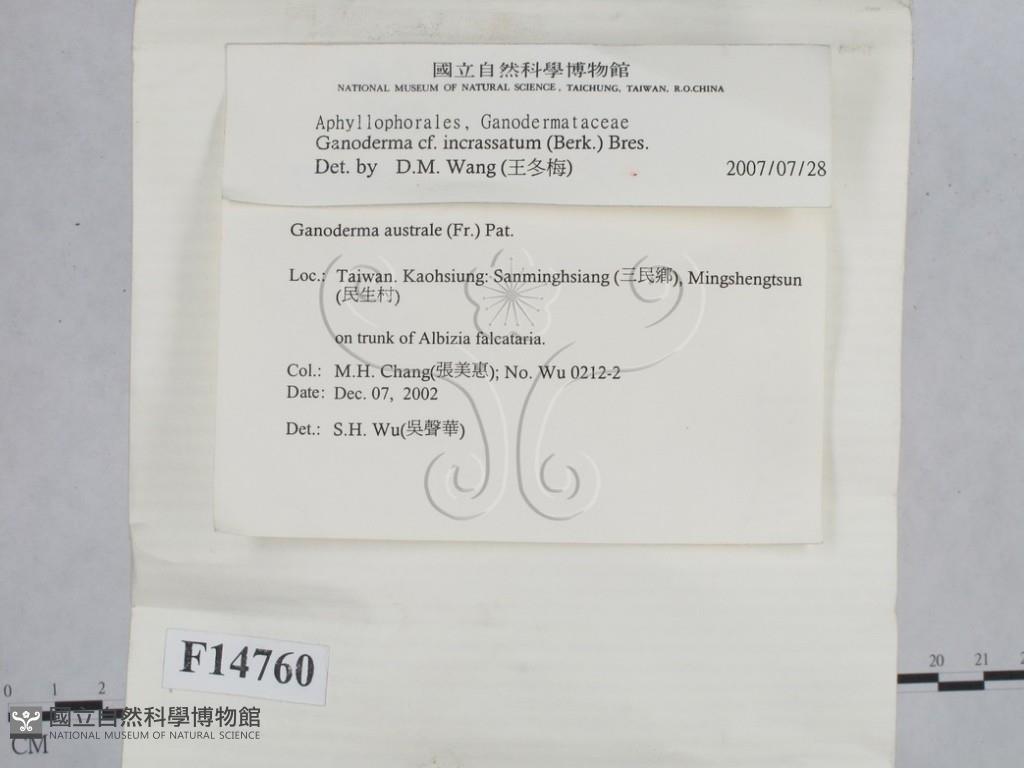 國立自然科學博物館
NATIONAL MUSEUM OF NATURAL SCIENCE, TAICHUNG, TAIWAN, R.O.CHINA
Aphyllophorales, Ganodermataceae
Ganoderma cf. incrassatum (Berk.) Bres.
Det. by D.M. Wang (王冬梅) 2007/07/28
Ganoderma australe (Fr.) Pat.
Loc.: Taiwan. Kaohsiung: Sanminghsiang (三民鄉), Mingshengtsun
(民生村)
on trunk of Albizia falcataria.
Col.: M.H. Chang(張美惠); No. Wu 0212-2
Date: Dec. 07, 2002
Det.: S.H. Wu(吳聲華)
F14760
0 1 2
20 21
國立自然科學博物館
NATIONAL MUSEUM OF NATURAL SCIENCE
CM